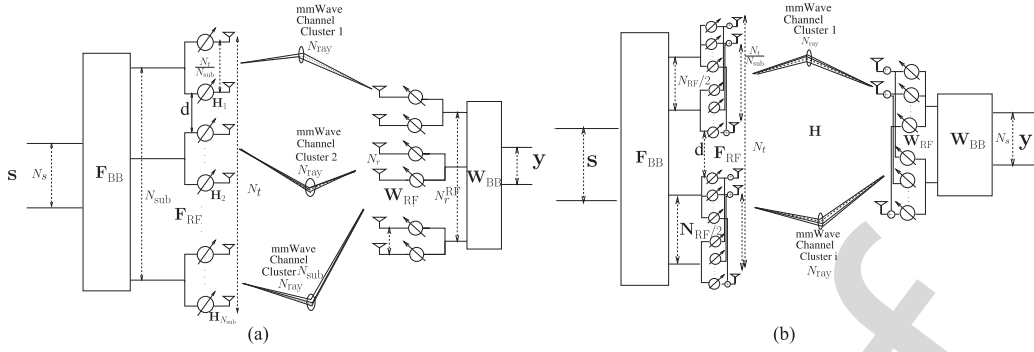 mmWave
Channel
Cluster 1
N_ray
N_t
N_sub
H_1
d
s
N_s
F_BB
N_sub
F_RF
H_2
N_t
mmWave
Channel
Cluster 2
N_ray
N_r
W_RF
N_r^RF
W_BB
y
mmWave
Channel
Cluster N_sub
N_ray
H_N_sub
(a)
mmWave
Channel
Cluster 1
N_ray
N_t
N_sub
N_RF/2
d
F_RF
s
F_BB
N_t
H
W_RF
W_BB
N_s
y
N_RF/2
mmWave
Channel
Cluster i
N_ray
(b)
f